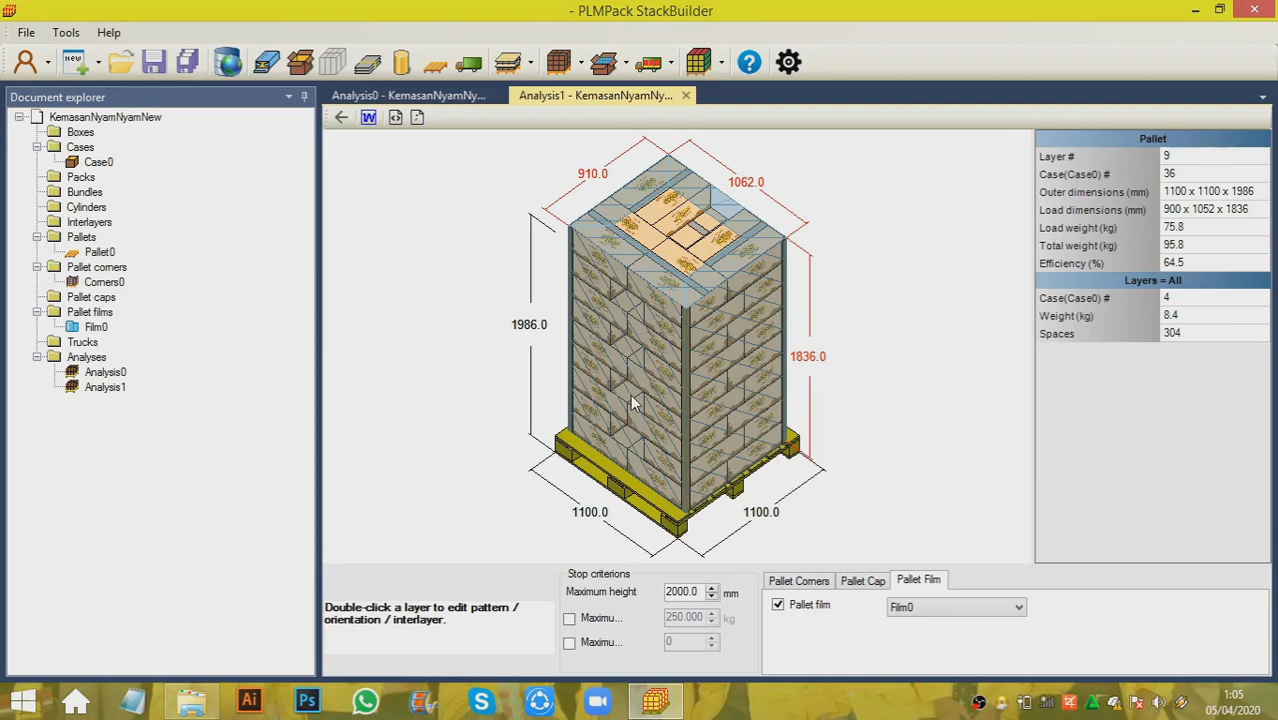 - PLMPack StackBuilder
File Tools Help
NEW
Document explorer
Analysis0 - KemasanNyamNy...
Analysis1 - KemasanNyamNy...
KemasanNyamNyamNew
Boxes
Cases
Case0
Packs
Bundles
Cylinders
Interlayers
Pallets
Pallet0
Pallet corners
Corners0
Pallet caps
Pallet films
Film0
Trucks
Analyses
Analysis0
Analysis1
910.0
1062.0
1986.0
1836.0
1100.0
1100.0
Pallet
Layer # 9
Case(Case0) # 36
Outer dimensions (mm) 1100 x 1100 x 1986
Load dimensions (mm) 900 x 1052 x 1836
Load weight (kg) 75.8
Total weight (kg) 95.8
Efficiency (%) 64.5
Layers = All
Case(Case0) # 4
Weight (kg) 8.4
Spaces 304
Double-click a layer to edit pattern /
orientation / interlayer.
Stop criterions
Maximum height 2000.0 mm
Maximu... 250.000 kg
Maximu... 0
Pallet Corners Pallet Cap Pallet Film
Pallet film Film0
Ai
Ps
1:05
05/04/2020